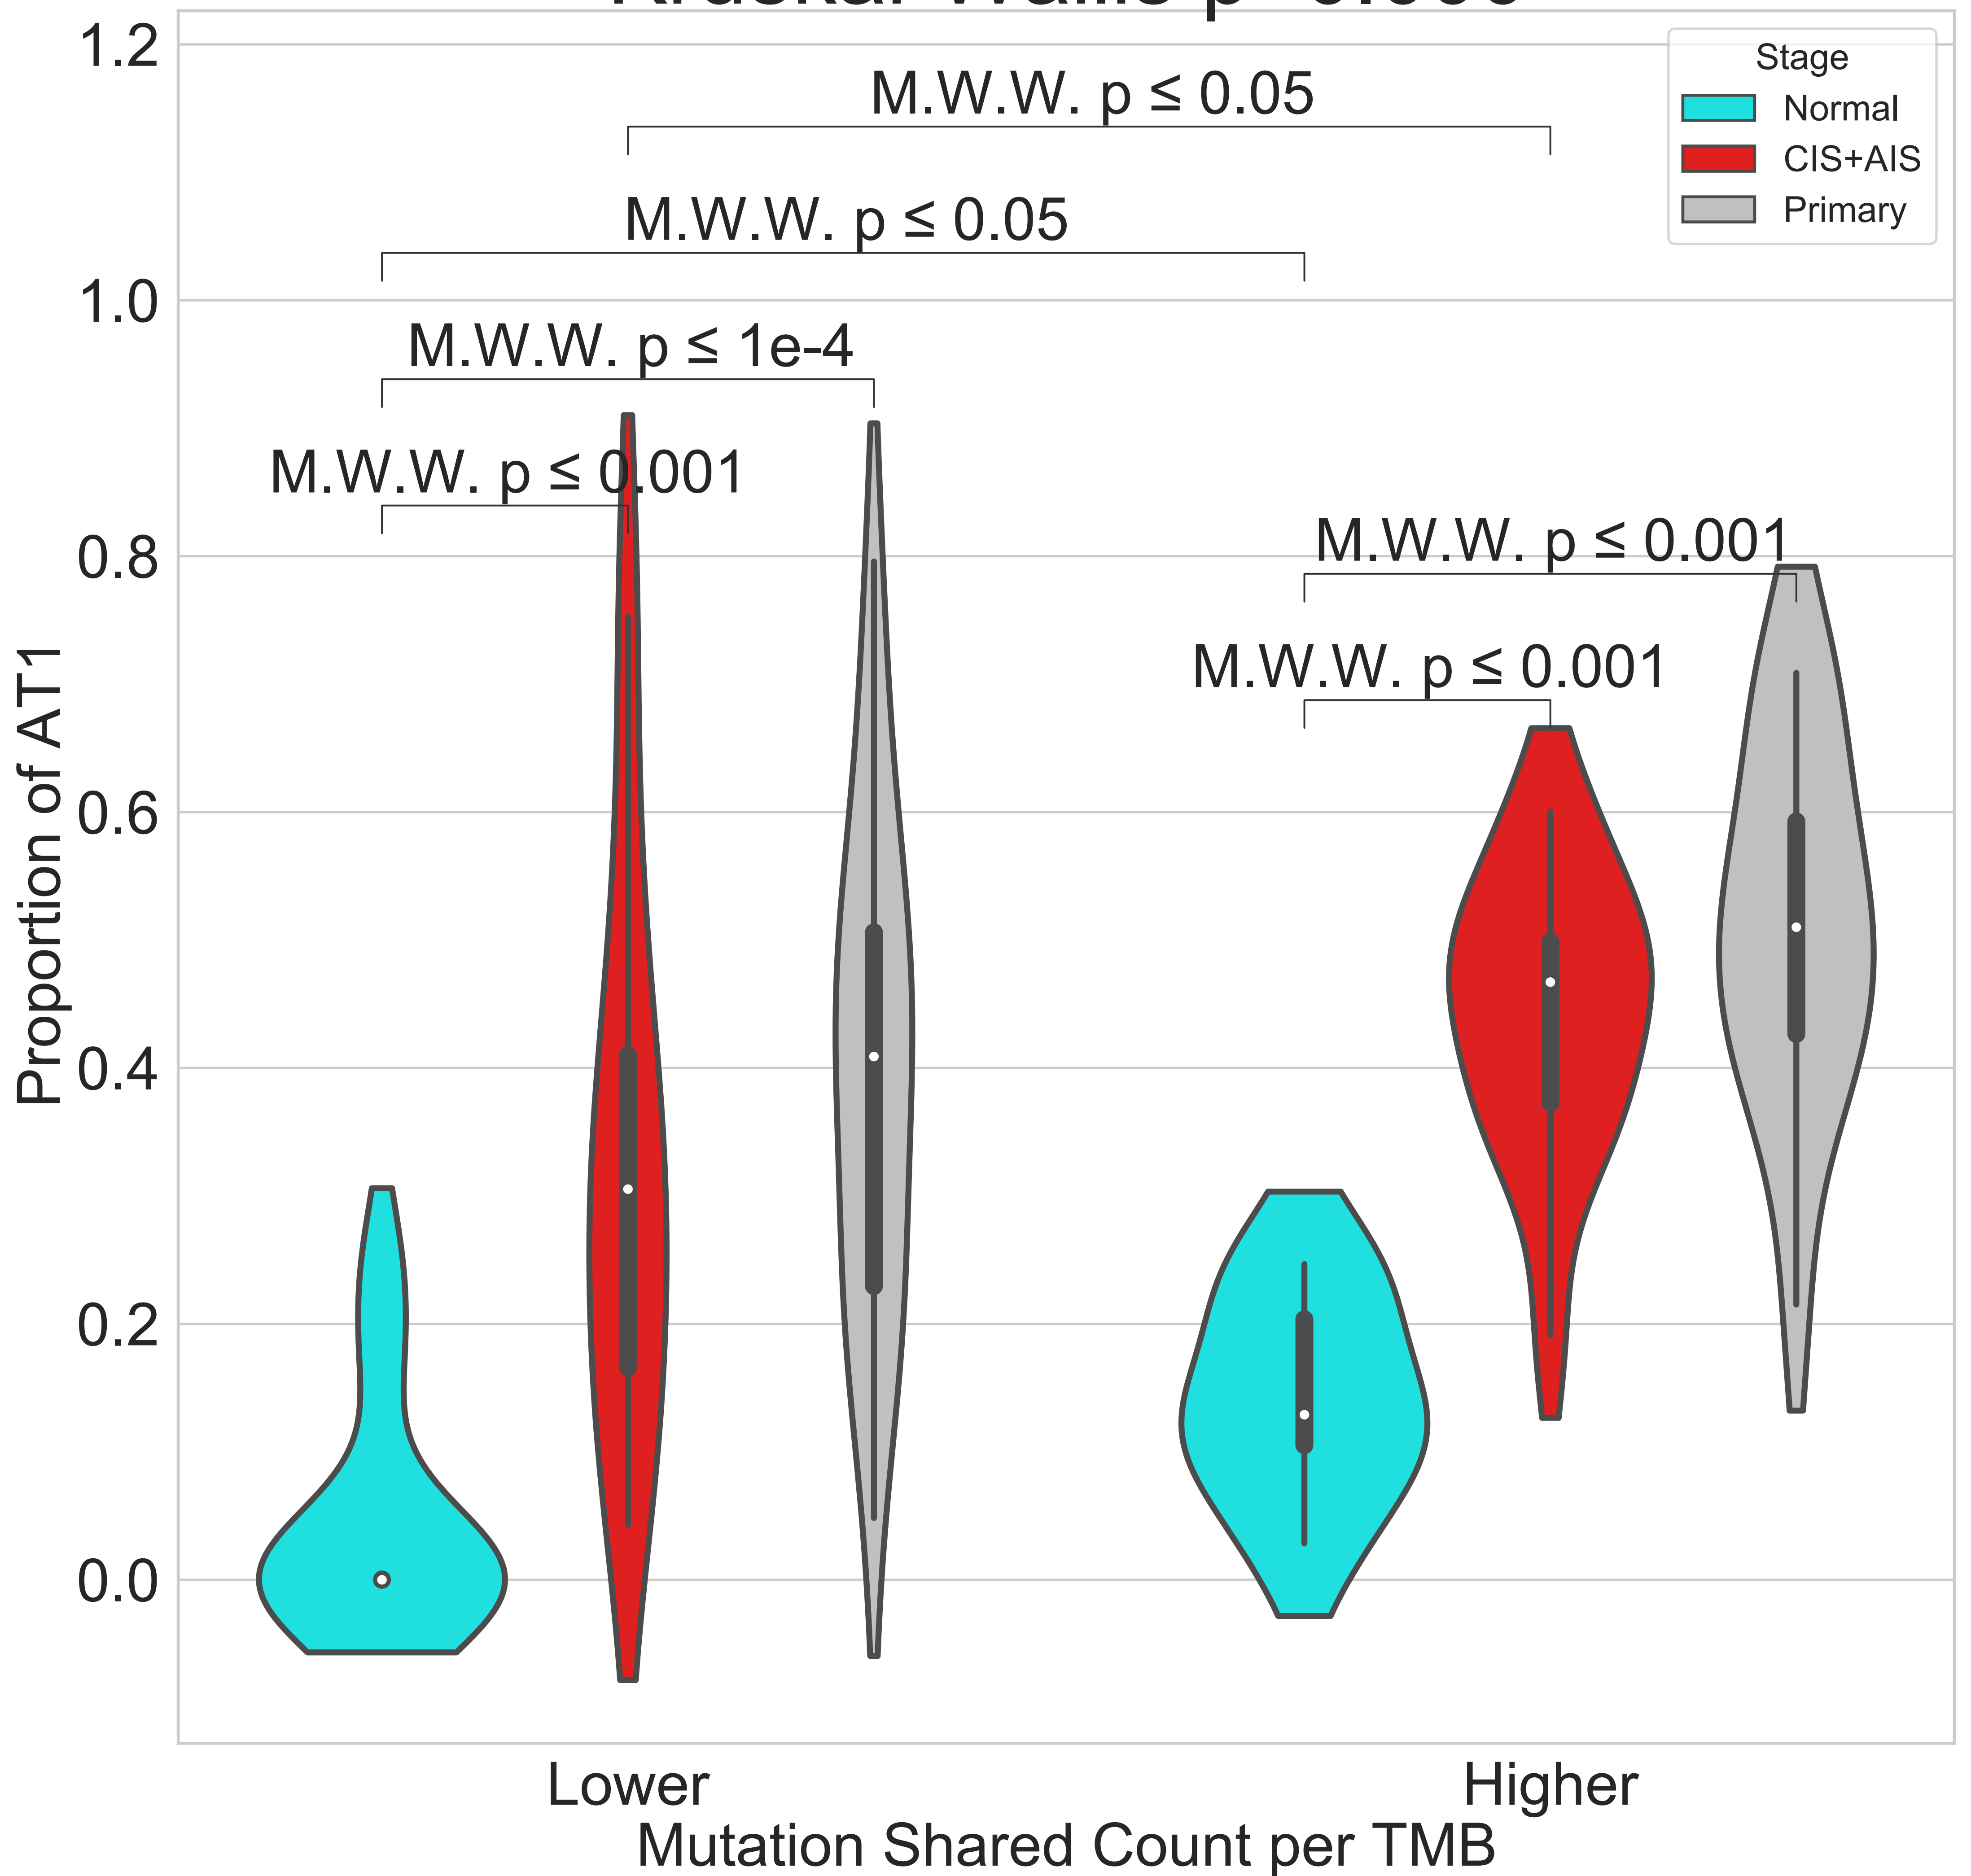 1.2
1.0
0.8
0.6
0.4
0.2
0.0
Proportion of AT1
M.W.W. p ≤ 0.05
M.W.W. p ≤ 0.05
M.W.W. p ≤ 1e-4
M.W.W. p ≤ 0.001
M.W.W. p ≤ 0.001
M.W.W. p ≤ 0.001
Stage
Normal
CIS+AIS
Primary
Lower
Higher
Mutation Shared Count per TMB